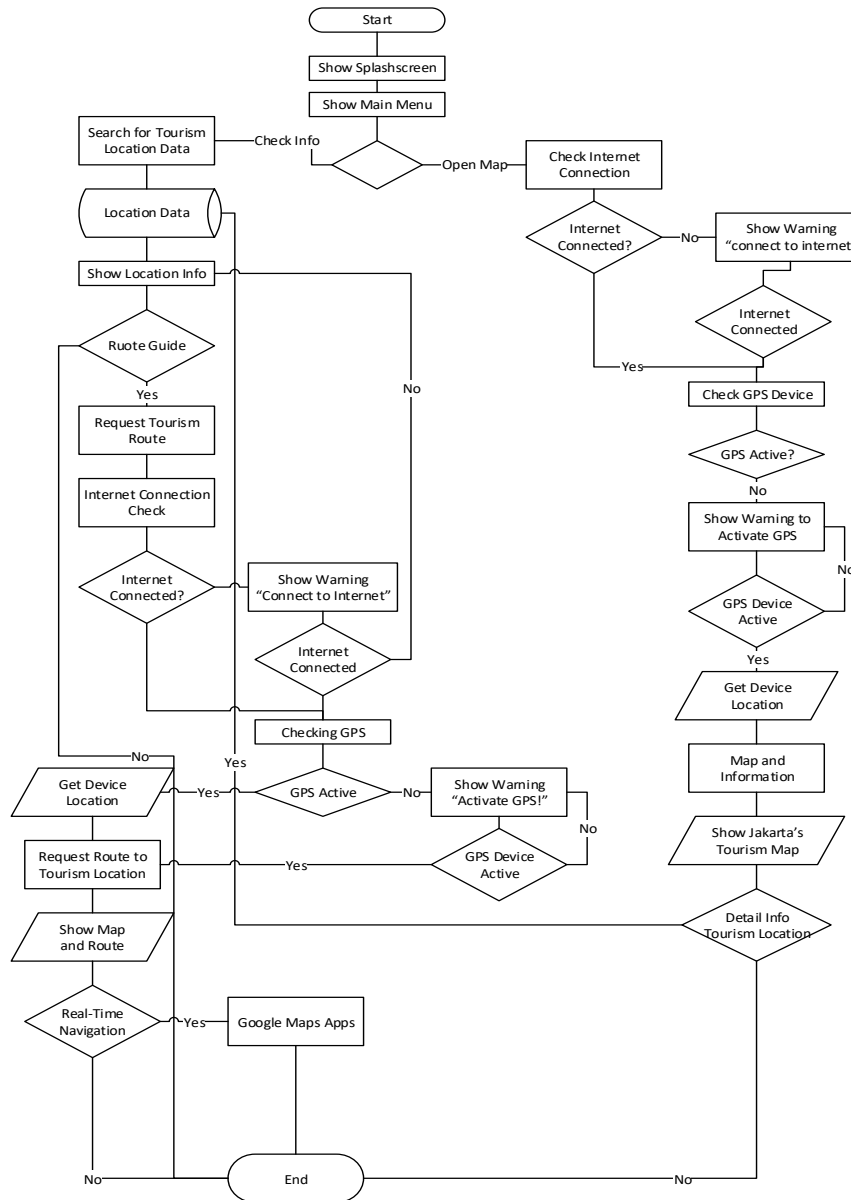 Start
Show Splashscreen
Show Main Menu
Search for Tourism
Location Data
Check Info
Open Map
Check Internet
Connection
Location Data
Internet
Connected?
No
Show Warning
“connect to internet
Show Location Info
Internet
Connected
Ruote Guide
Yes
No
Yes
Check GPS Device
Request Tourism
Route
GPS Active?
No
Internet Connection
Check
Show Warning to
Activate GPS
No
Internet
Connected?
Show Warning
“Connect to Internet”
GPS Device
Active
Internet
Connected
Yes
Get Device
Location
Checking GPS
No
Yes
Map and
Information
Get Device
Location
Yes
GPS Active
No
Show Warning
“Activate GPS!”
No
Show Jakarta’s
Tourism Map
Request Route to
Tourism Location
Yes
GPS Device
Active
Show Map
and Route
Detail Info
Tourism Location
Real-Time
Navigation
Yes
Google Maps Apps
No
End
No